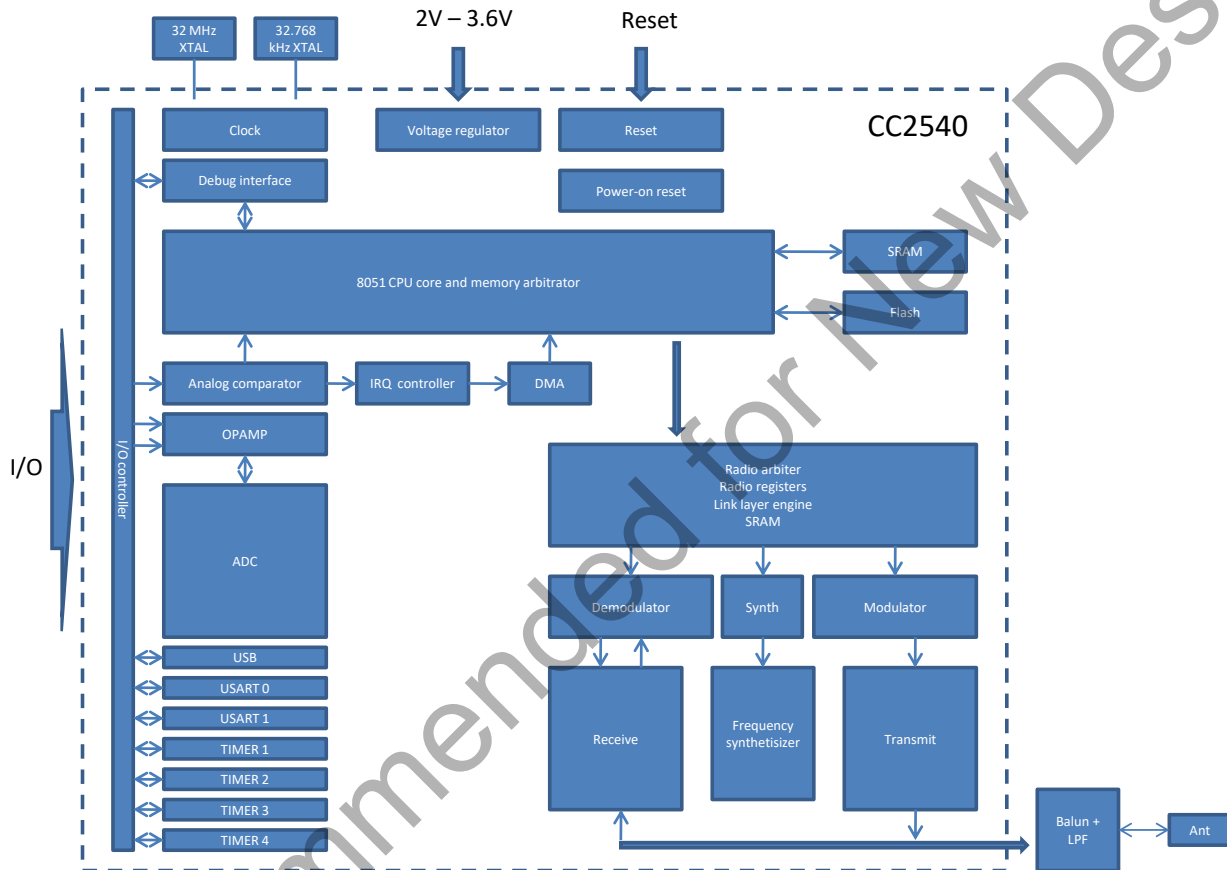 32 MHz
XTAL
32.768
kHz XTAL
2V – 3.6V
Reset
CC2540
Clock
Voltage regulator
Reset
Debug interface
Power-on reset
8051 CPU core and memory arbitrator
SRAM
Flash
Analog comparator
IRQ controller
DMA
OPAMP
I/O
I/O controller
ADC
Radio arbiter
Radio registers
Link layer engine
SRAM
Demodulator
Synth
Modulator
USB
USART 0
USART 1
TIMER 1
TIMER 2
TIMER 3
TIMER 4
Receive
Frequency
synthetisizer
Transmit
Balun +
LPF
Ant
mmended for New Des